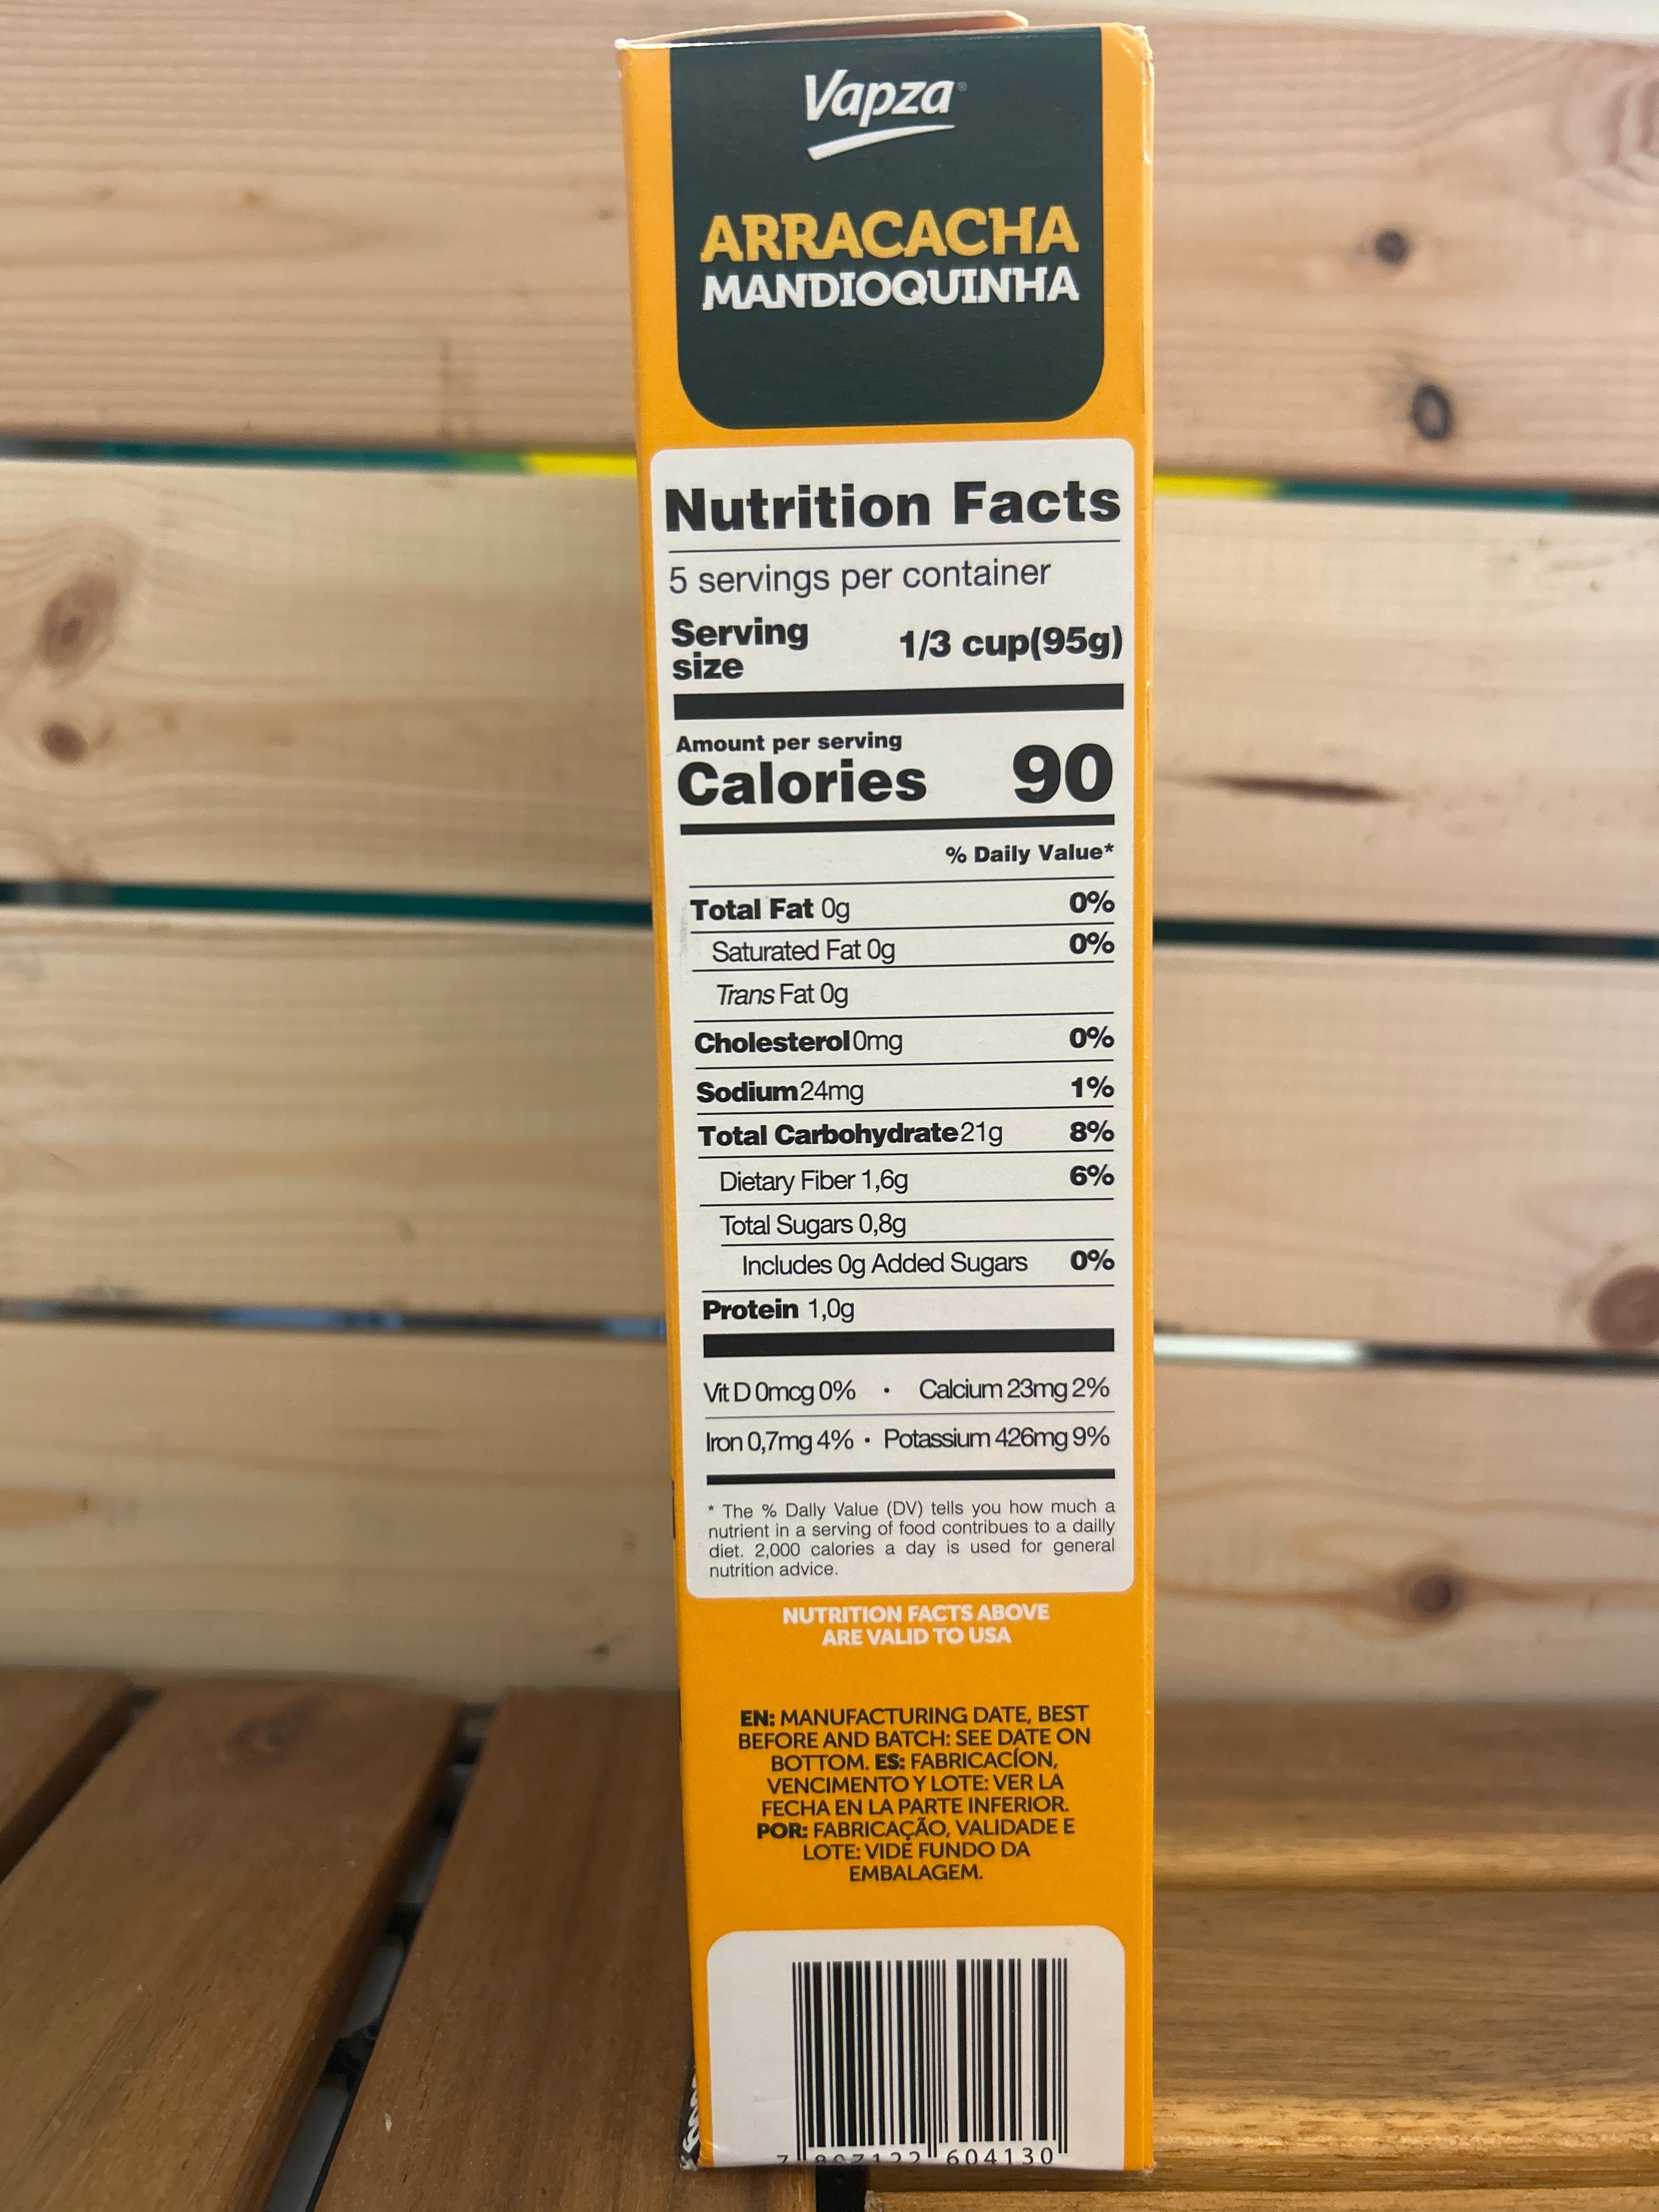 Vapza®
ARRACACHA
MANDIOQUINHA
Nutrition Facts
5 servings per container
Serving size 1/3 cup(95g)
Amount per serving
Calories 90
% Daily Value*
Total Fat 0g 0%
Saturated Fat 0g 0%
Trans Fat 0g
Cholesterol 0mg 0%
Sodium 24mg 1%
Total Carbohydrate 21g 8%
Dietary Fiber 1,6g 6%
Total Sugars 0,8g
Includes 0g Added Sugars 0%
Protein 1,0g
Vit D 0mcg 0% • Calcium 23mg 2%
Iron 0,7mg 4% • Potassium 426mg 9%
* The % Dally Value (DV) tells you how much a
nutrient in a serving of food contribues to a dailly
diet. 2,000 calories a day is used for general
nutrition advice.
NUTRITION FACTS ABOVE
ARE VALID TO USA
EN: MANUFACTURING DATE, BEST
BEFORE AND BATCH: SEE DATE ON
BOTTOM. ES: FABRICACÍON,
VENCIMENTO Y LOTE: VER LA
FECHA EN LA PARTE INFERIOR.
POR: FABRICAÇÃO, VALIDADE E
LOTE: VIDE FUNDO DA
EMBALAGEM.
604130